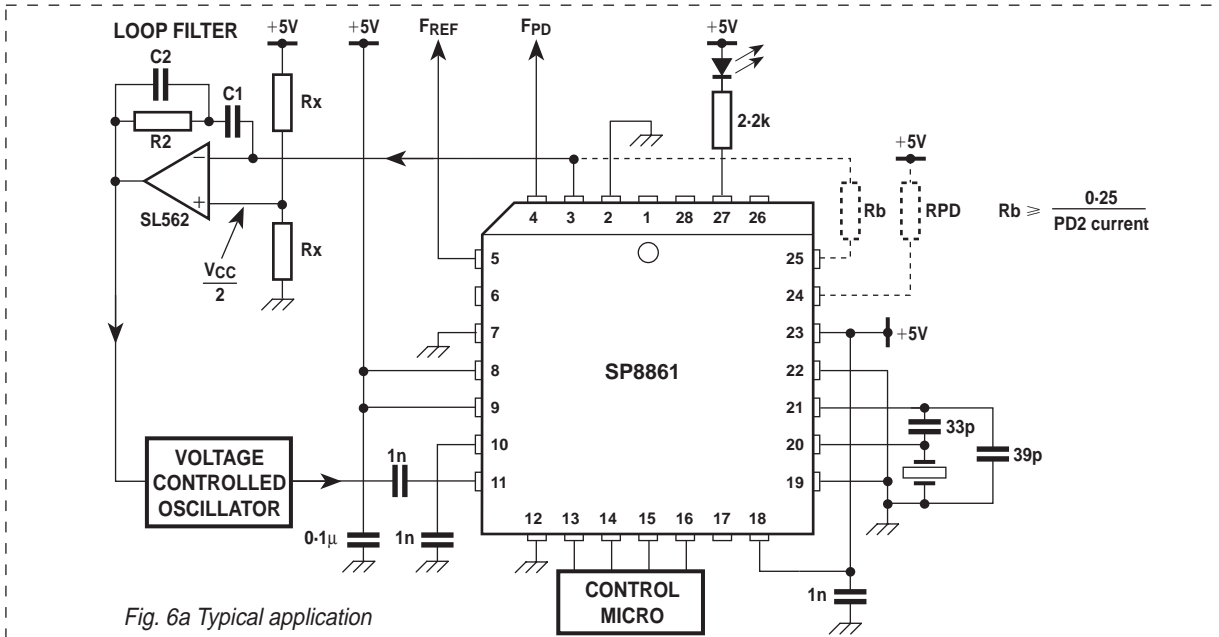 LOOP FILTER
+5V
+5V
FREF
FPD
+5V
C2
C1
R2
Rx
2·2k
+5V
−
+
SL562
VCC
2
Rx
Rb
RPD
Rb ⩾ 0·25
PD2 current
4
3
2
1
28
27
26
5
6
7
8
9
10
11
25
24
23
22
21
20
19
+5V
SP8861
33p
39p
VOLTAGE
CONTROLLED
OSCILLATOR
1n
0·1µ
1n
12
13
14
15
16
17
18
CONTROL
MICRO
1n
Fig. 6a Typical application